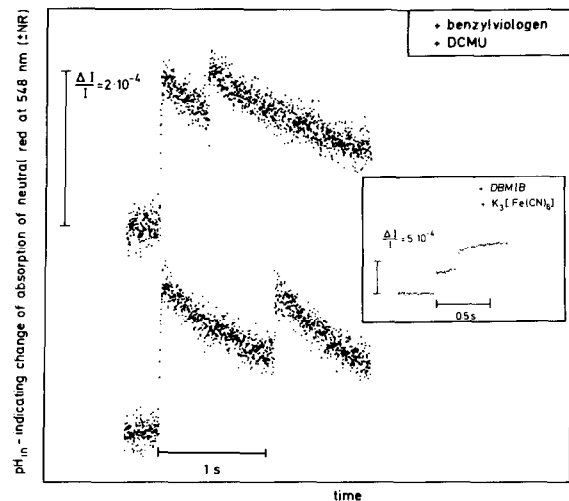 + benzylviologen
+ DCMU
ΔI/I = 2·10⁻⁴
+ DBMIB
+ K₃[Fe(CN)₆]
ΔI/I = 5·10⁻⁴
0.5 s
1 s
time
pH_in - indicating change of absorption of neutral red at 548 nm (±NR)